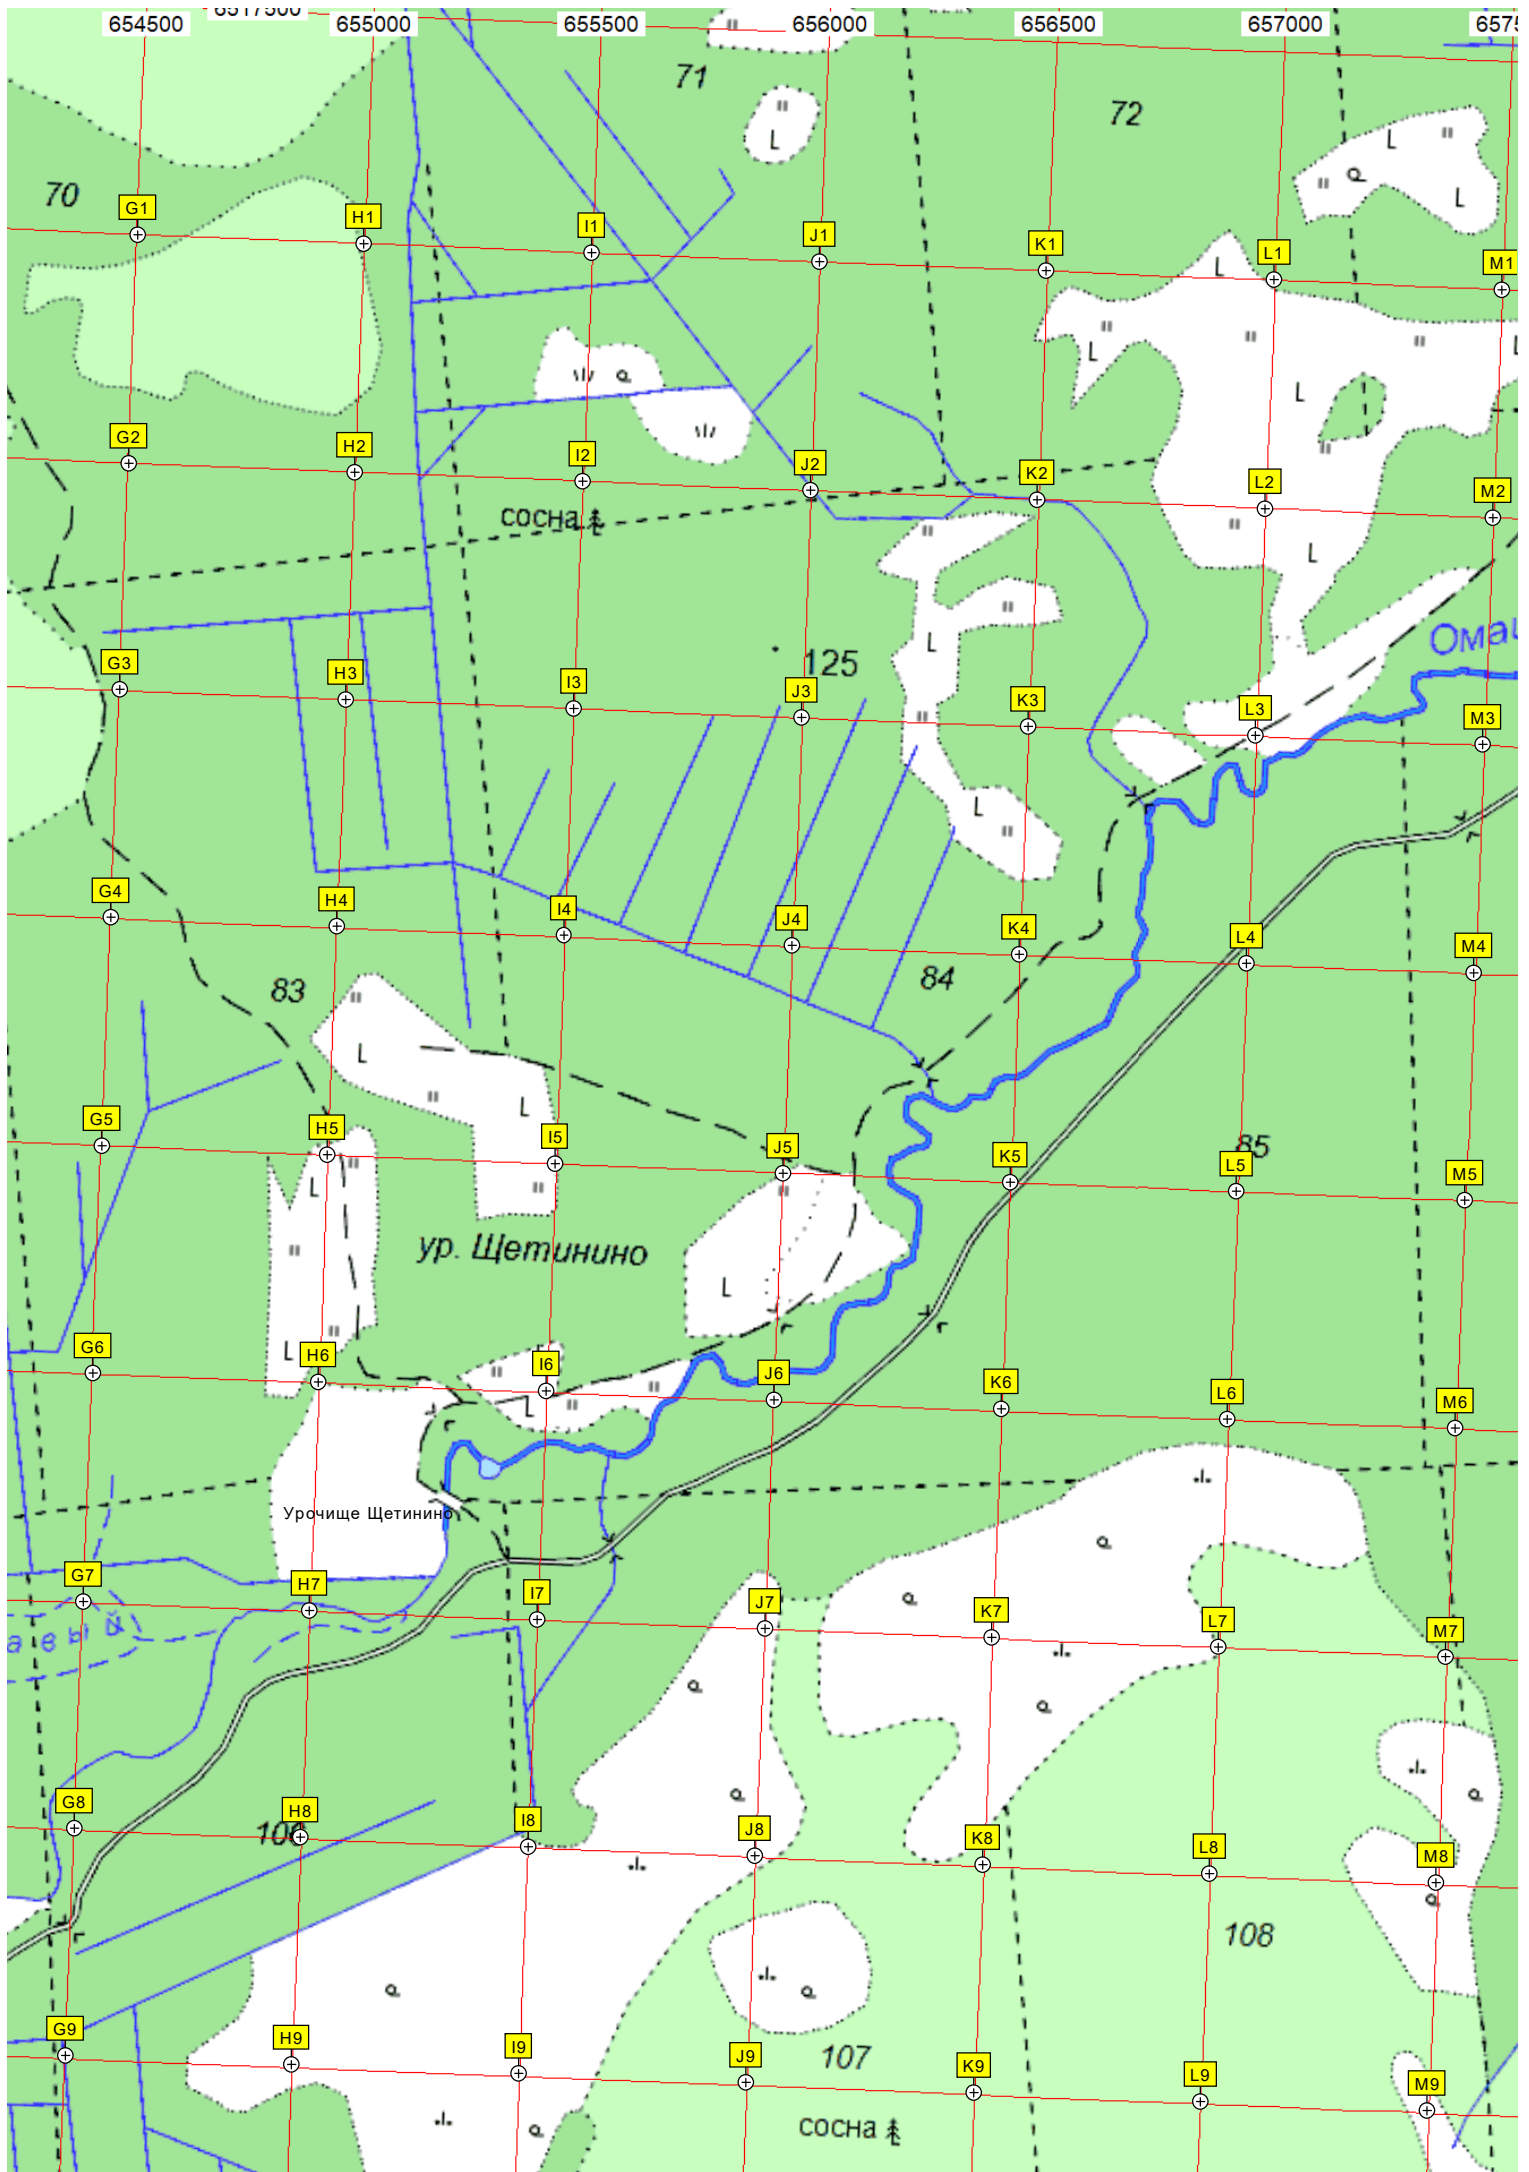 6517500
654500 655000 655500 656000 656500 657000 6575
71
72
70
G1 H1 I1 J1 K1 L1 M1
G2 H2 I2 J2 K2 L2 M2
сосна
Ома
125
G3 H3 I3 J3 K3 L3 M3
G4 H4 I4 J4 K4 L4 M4
83
84
G5 H5 I5 J5 K5 L5 M5
85
ур. Щетинино
G6 H6 I6 J6 K6 L6 M6
Урочище Щетинино
G7 H7 I7 J7 K7 L7 M7
а е в ы й
G8 H8 I8 J8 K8 L8 M8
106
108
G9 H9 I9 J9 K9 L9 M9
107
сосна